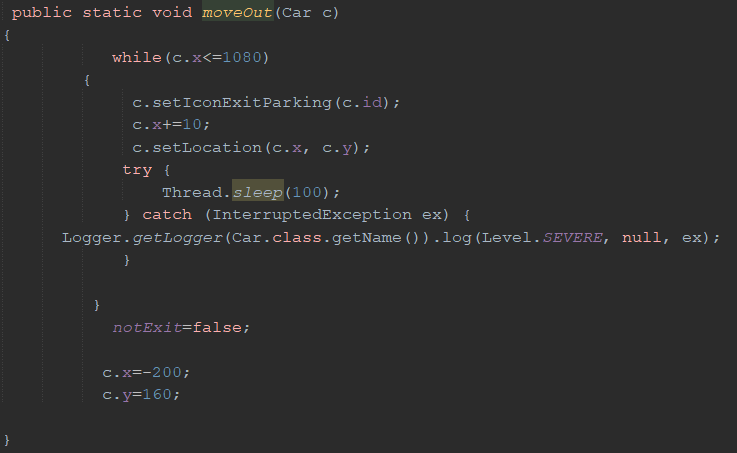 public static void moveOut(Car c)
{
while(c.x<=1080)
{
c.setIconExitParking(c.id);
c.x+=10;
c.setLocation(c.x, c.y);
try {
Thread.sleep(100);
} catch (InterruptedException ex) {
Logger.getLogger(Car.class.getName()).log(Level.SEVERE, null, ex);
}
}
notExit=false;
c.x=-200;
c.y=160;
}